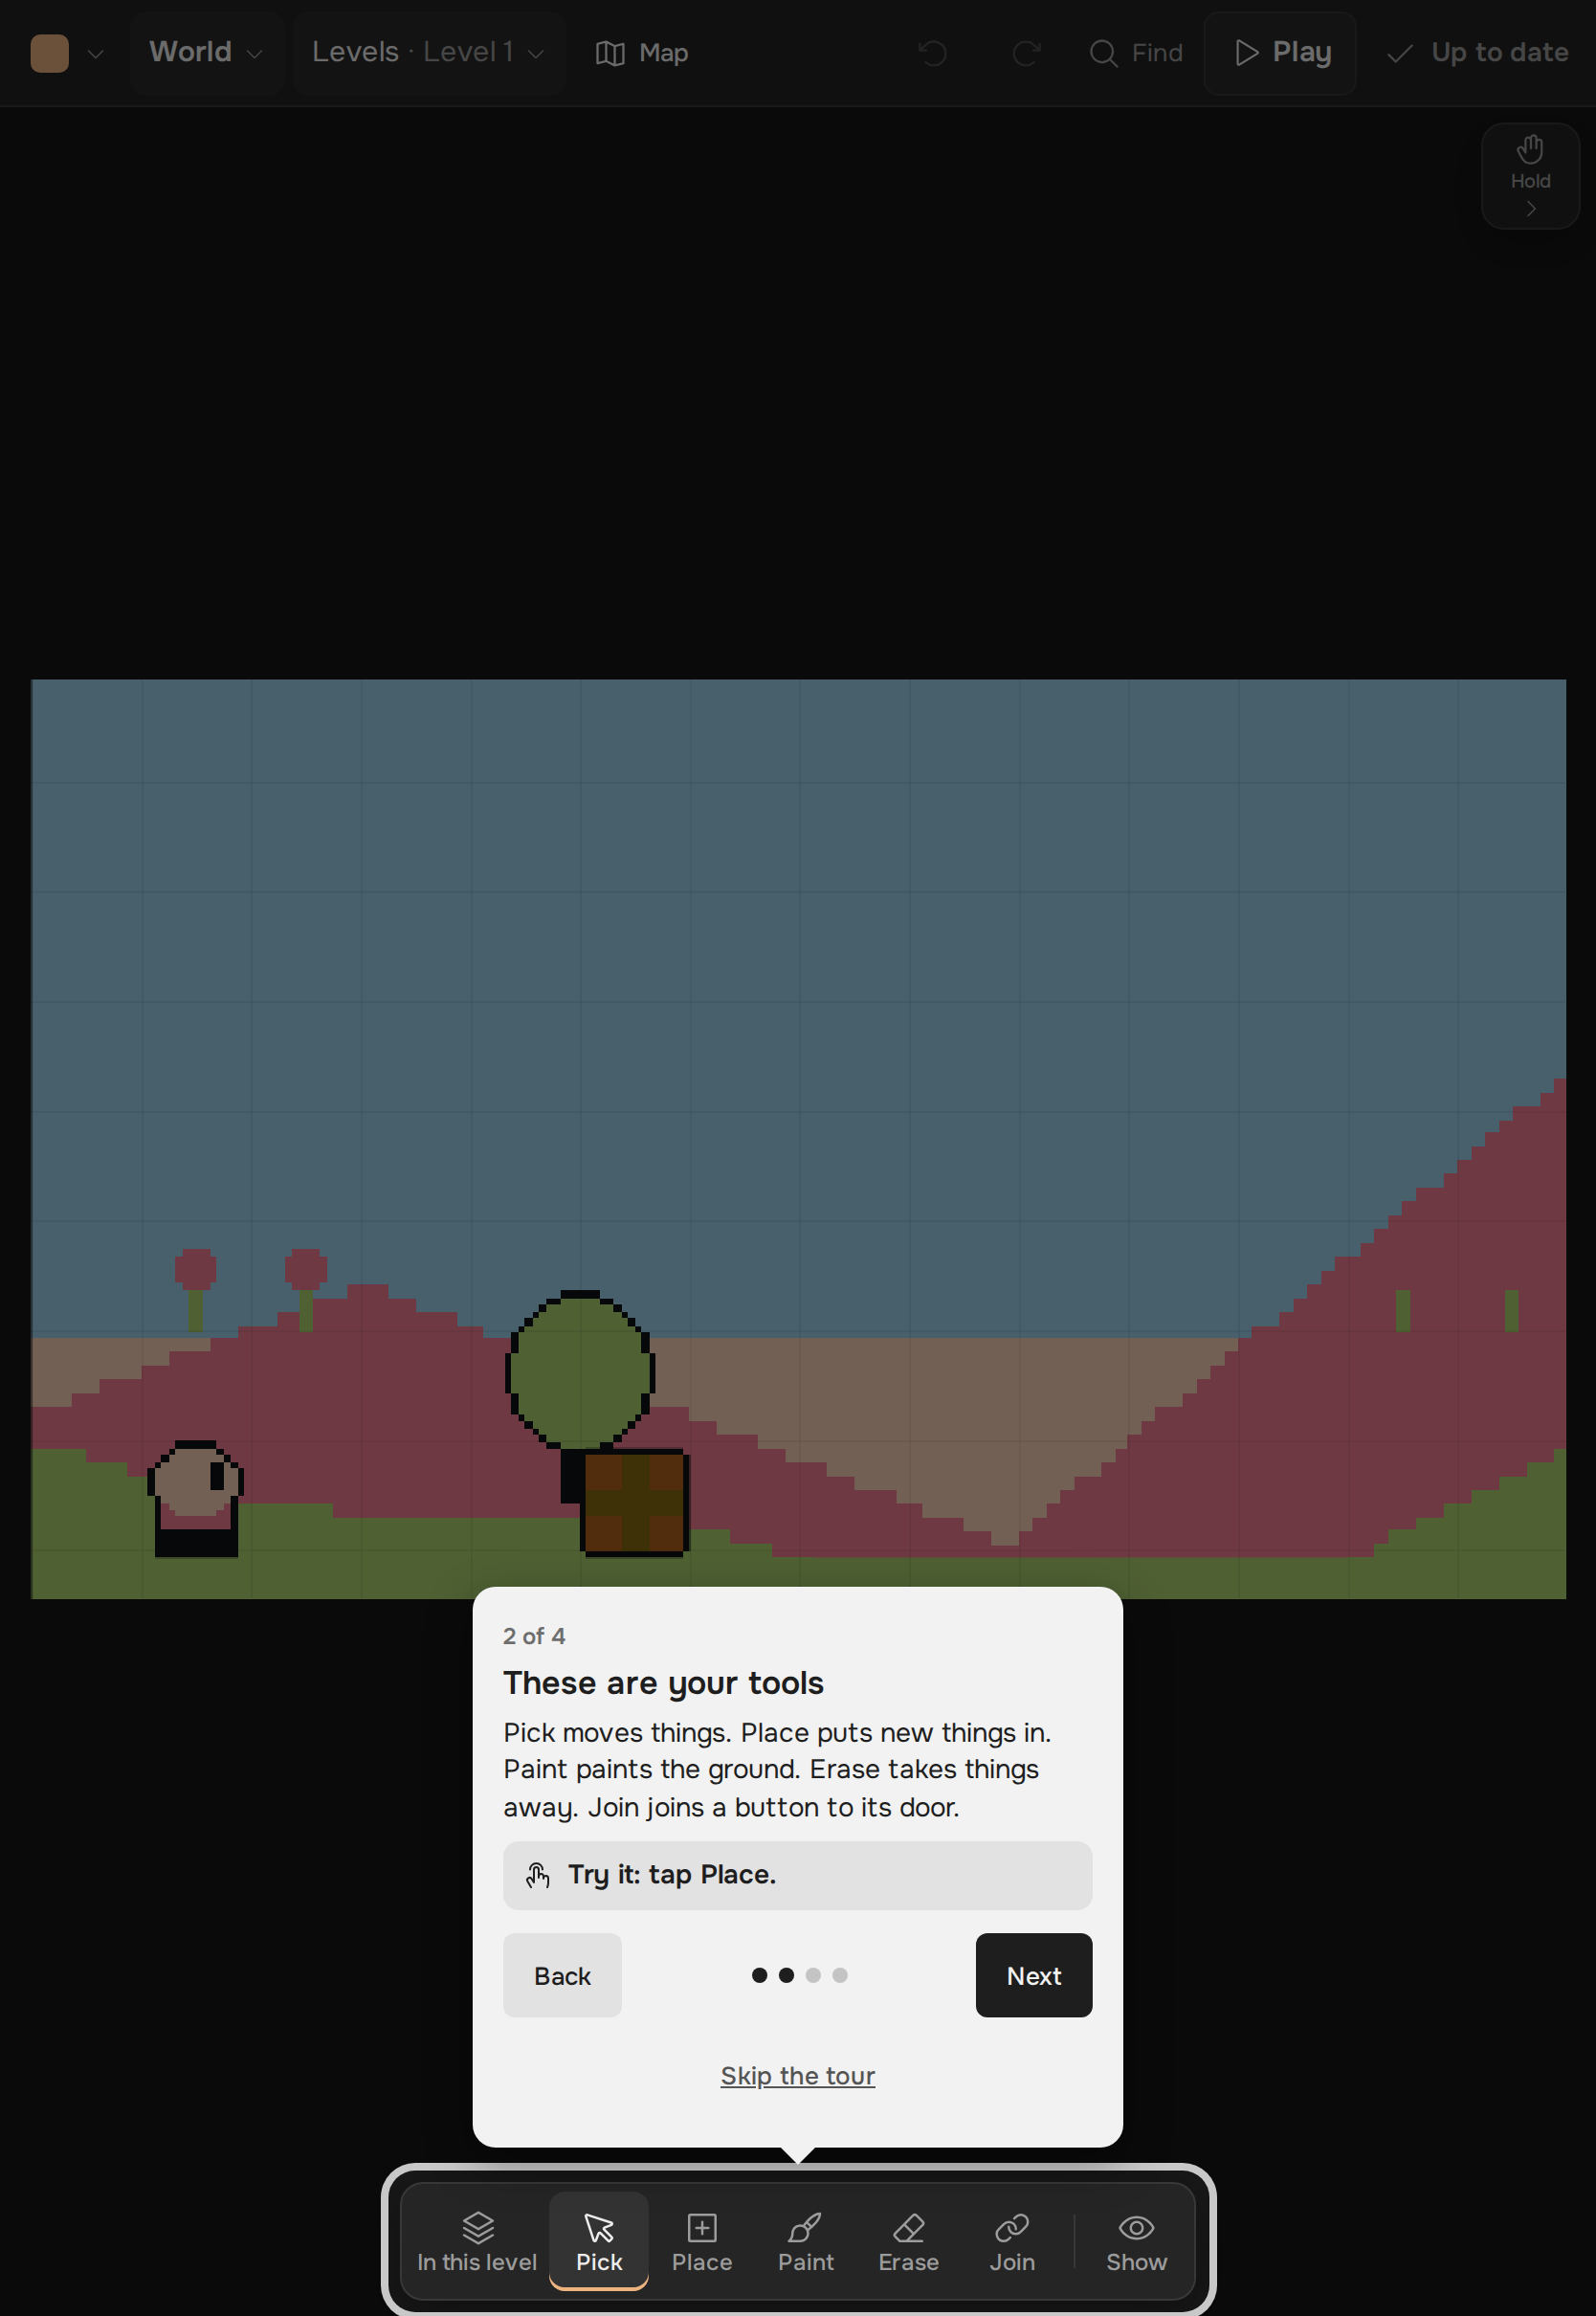 World
Levels · Level 1
Map
Find
Play
Up to date
Hold
2 of 4
These are your tools
Pick moves things. Place puts new things in.
Paint paints the ground. Erase takes things
away. Join joins a button to its door.
Try it: tap Place.
Back
Next
Skip the tour
In this level
Pick
Place
Paint
Erase
Join
Show